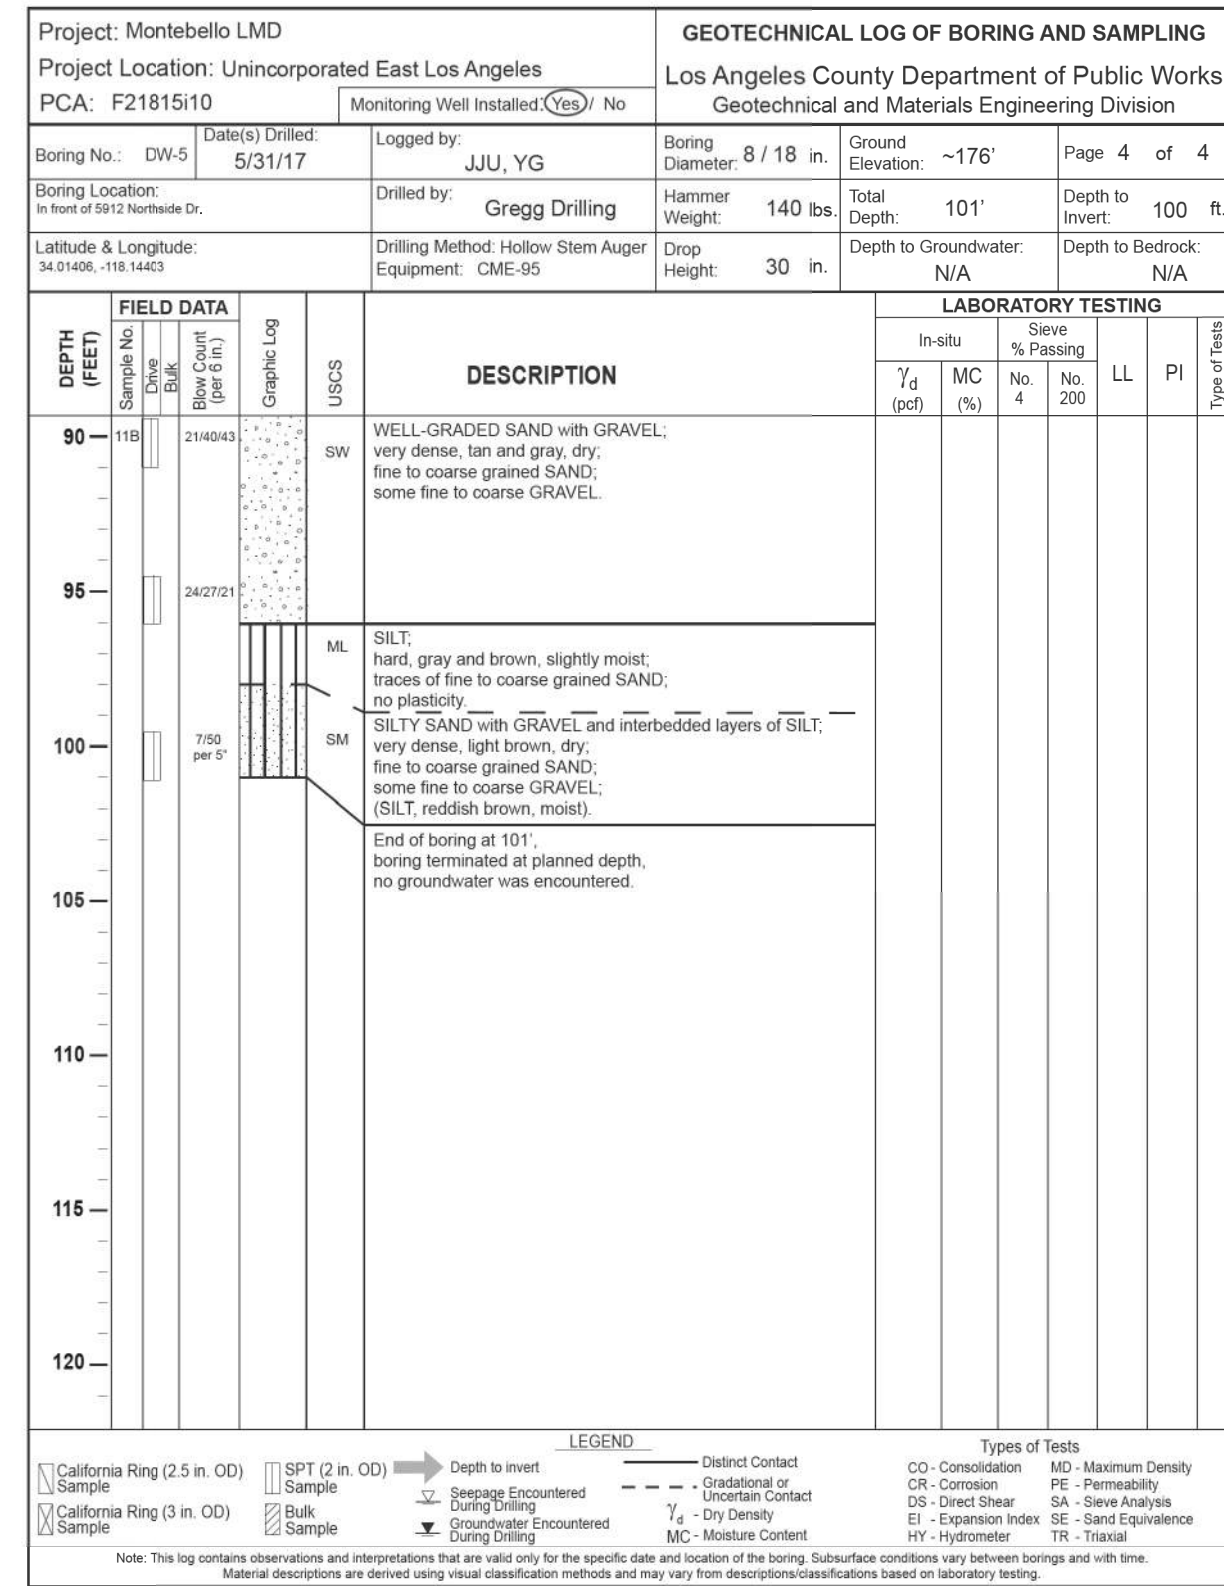 Project: Montebello LMD
Project Location: Unincorporated East Los Angeles
PCA: F21815i10
Monitoring Well Installed: Yes / No
GEOTECHNICAL LOG OF BORING AND SAMPLING
Los Angeles County Department of Public Works
Geotechnical and Materials Engineering Division
Boring No.: DW-5
Date(s) Drilled:
5/31/17
Logged by:
JJU, YG
Boring
Diameter: 8 / 18 in.
Ground
Elevation: ~176'
Page 4 of 4
Boring Location:
In front of 5912 Northside Dr.
Drilled by:
Gregg Drilling
Hammer
Weight: 140 lbs.
Total
Depth: 101'
Depth to
Invert: 100 ft.
Latitude & Longitude:
34.01406, -118.14403
Drilling Method: Hollow Stem Auger
Equipment: CME-95
Drop
Height: 30 in.
Depth to Groundwater:
N/A
Depth to Bedrock:
N/A
DEPTH
(FEET)
FIELD DATA
Sample No.
Drive
Bulk
Blow Count
(per 6 in.)
Graphic Log
USCS
DESCRIPTION
LABORATORY TESTING
In-situ
Sieve
% Passing
γd
(pcf)
MC
(%)
No.
4
No.
200
LL
PI
Type of Tests
90
11B
21/40/43
SW
WELL-GRADED SAND with GRAVEL;
very dense, tan and gray, dry;
fine to coarse grained SAND;
some fine to coarse GRAVEL.
95
24/27/21
ML
SILT;
hard, gray and brown, slightly moist;
traces of fine to coarse grained SAND;
no plasticity.
100
7/50
per 5"
SM
SILTY SAND with GRAVEL and interbedded layers of SILT;
very dense, light brown, dry;
fine to coarse grained SAND;
some fine to coarse GRAVEL;
(SILT, reddish brown, moist).
End of boring at 101',
boring terminated at planned depth,
no groundwater was encountered.
105
110
115
120
LEGEND
California Ring (2.5 in. OD)
Sample
California Ring (3 in. OD)
Sample
SPT (2 in. OD)
Sample
Bulk
Sample
Depth to invert
Seepage Encountered
During Drilling
Groundwater Encountered
During Drilling
Distinct Contact
Gradational or
Uncertain Contact
γd - Dry Density
MC - Moisture Content
Types of Tests
CO - Consolidation
CR - Corrosion
DS - Direct Shear
EI - Expansion Index
HY - Hydrometer
MD - Maximum Density
PE - Permeability
SA - Sieve Analysis
SE - Sand Equivalence
TR - Triaxial
Note: This log contains observations and interpretations that are valid only for the specific date and location of the boring. Subsurface conditions vary between borings and with time.
Material descriptions are derived using visual classification methods and may vary from descriptions/classifications based on laboratory testing.